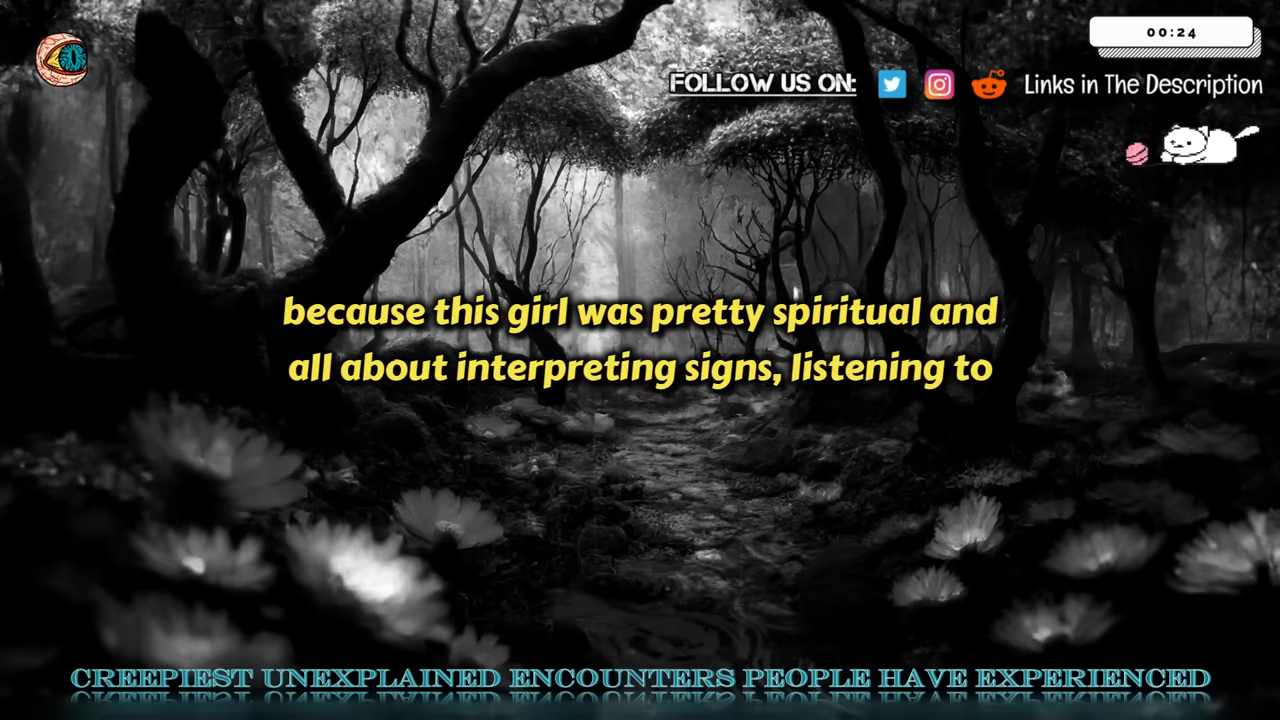 00:24
FOLLOW US ON: Links in The Description
because this girl was pretty spiritual and
all about interpreting signs, listening to
CREEPIEST UNEXPLAINED ENCOUNTERS PEOPLE HAVE EXPERIENCED